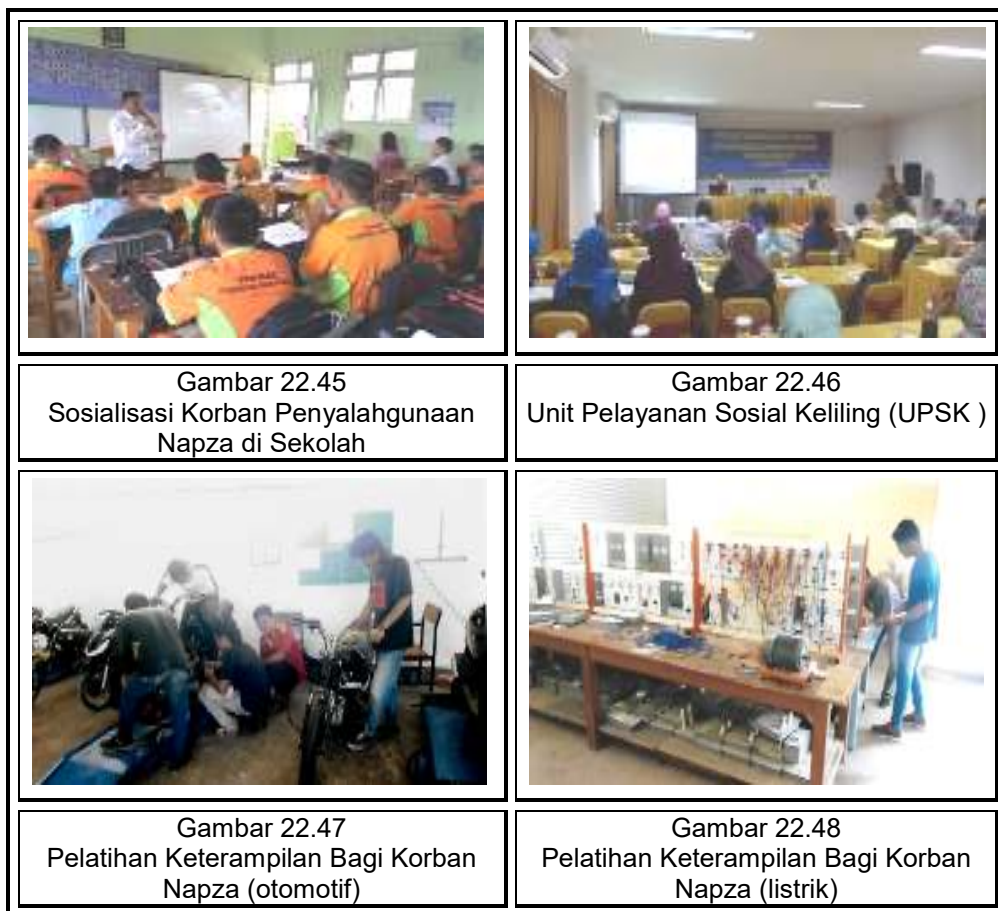 Gambar 22.45
Sosialisasi Korban Penyalahgunaan
Napza di Sekolah
Gambar 22.46
Unit Pelayanan Sosial Keliling (UPSK )
Gambar 22.47
Pelatihan Keterampilan Bagi Korban
Napza (otomotif)
Gambar 22.48
Pelatihan Keterampilan Bagi Korban
Napza (listrik)